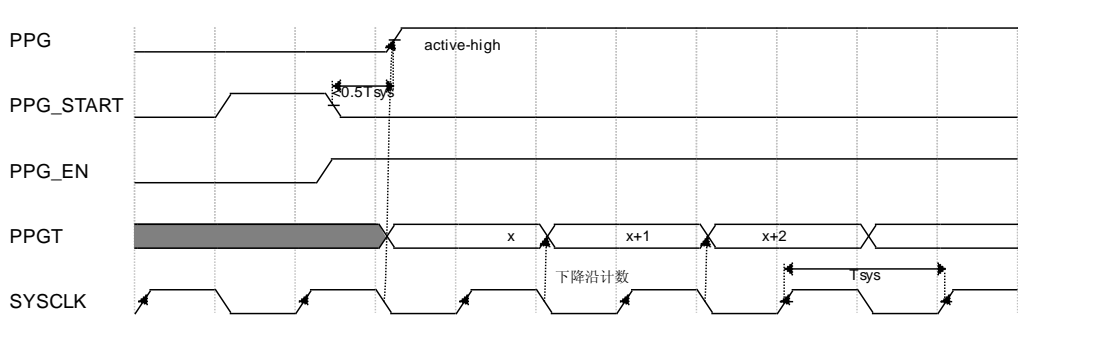 PPG
active-high
<0.5Tsys
PPG_START
PPG_EN
PPGT
x
x+1
x+2
下降沿计数
Tsys
SYSCLK